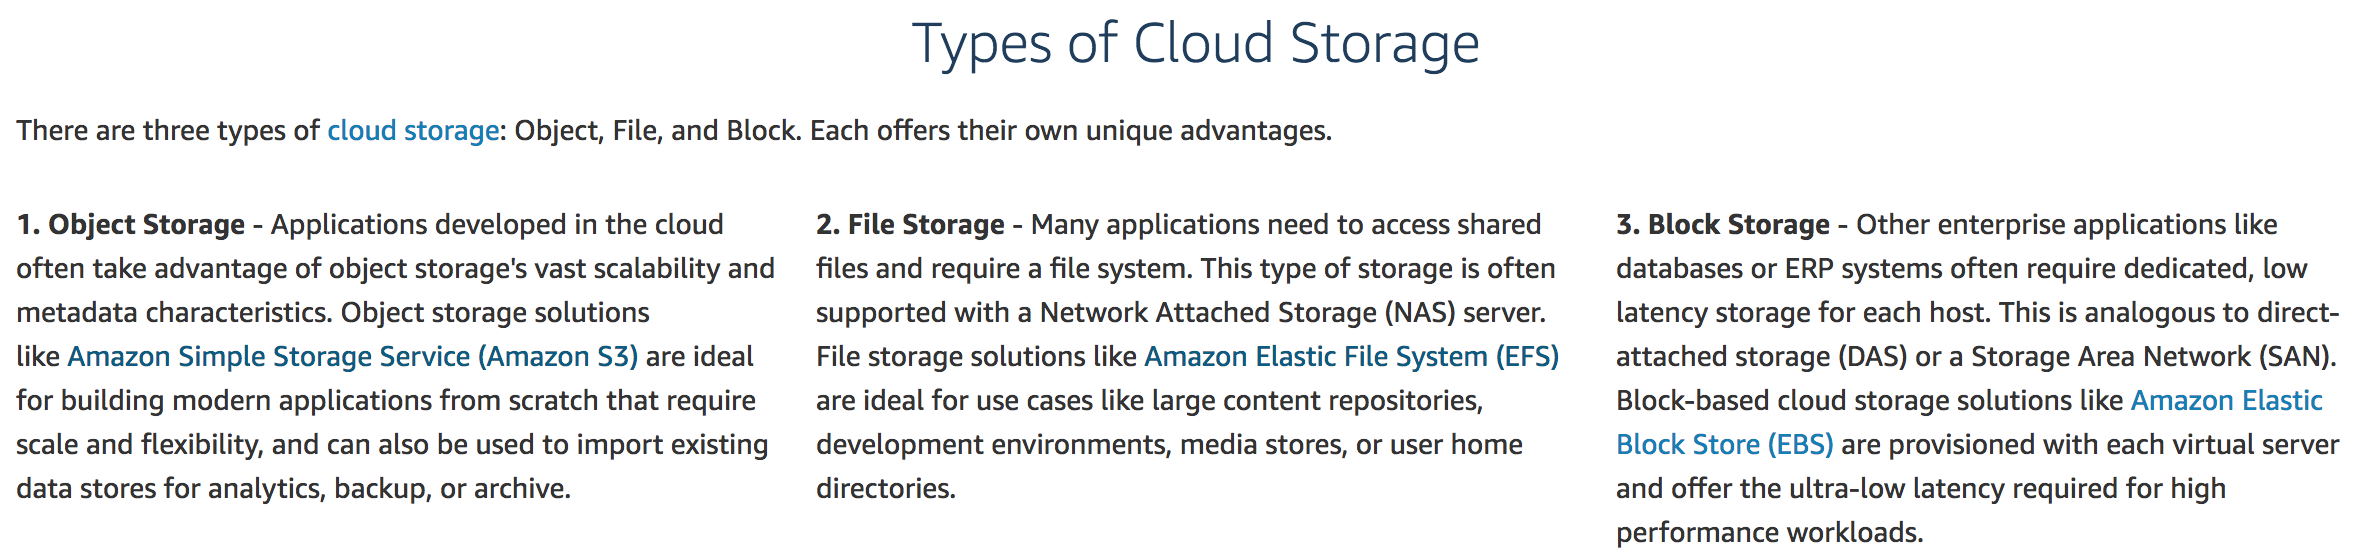 Types of Cloud Storage
There are three types of cloud storage: Object, File, and Block. Each offers their own unique advantages.
1. Object Storage - Applications developed in the cloud
often take advantage of object storage's vast scalability and
metadata characteristics. Object storage solutions
like Amazon Simple Storage Service (Amazon S3) are ideal
for building modern applications from scratch that require
scale and flexibility, and can also be used to import existing
data stores for analytics, backup, or archive.
2. File Storage - Many applications need to access shared
files and require a file system. This type of storage is often
supported with a Network Attached Storage (NAS) server.
File storage solutions like Amazon Elastic File System (EFS)
are ideal for use cases like large content repositories,
development environments, media stores, or user home
directories.
3. Block Storage - Other enterprise applications like
databases or ERP systems often require dedicated, low
latency storage for each host. This is analogous to direct-
attached storage (DAS) or a Storage Area Network (SAN).
Block-based cloud storage solutions like Amazon Elastic
Block Store (EBS) are provisioned with each virtual server
and offer the ultra-low latency required for high
performance workloads.